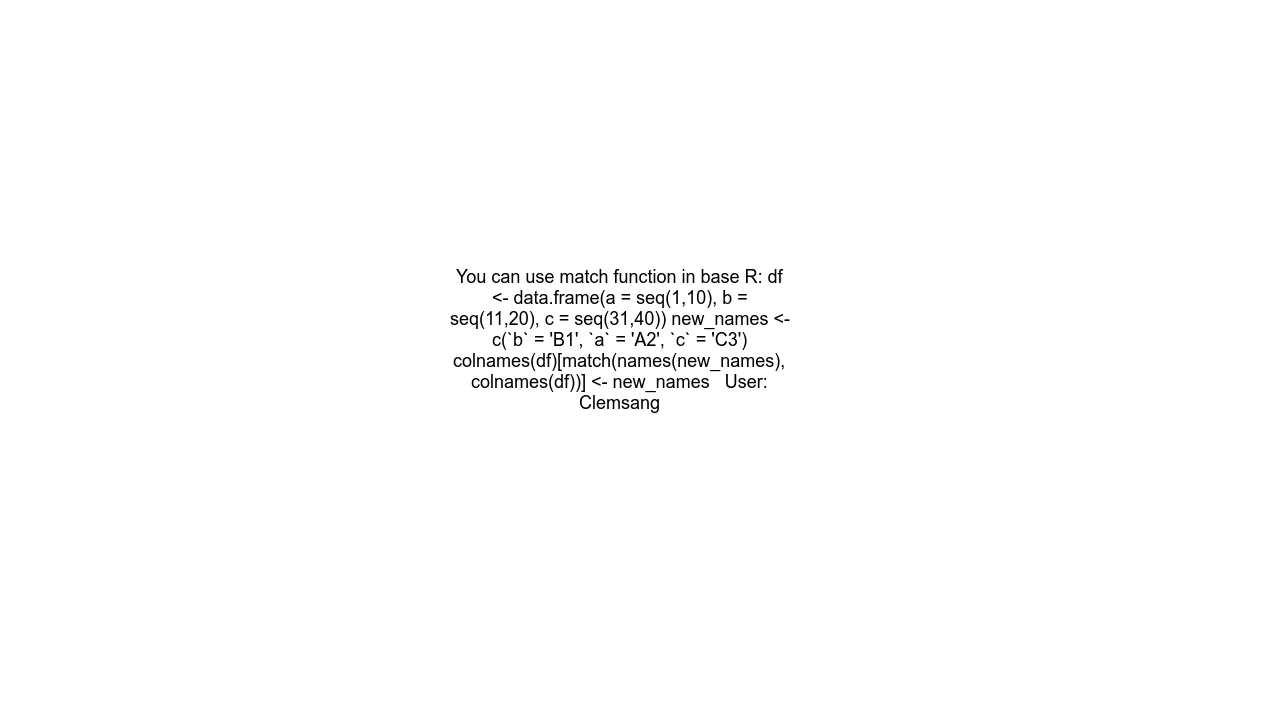 You can use match function in base R: df
<- data.frame(a = seq(1,10), b =
seq(11,20), c = seq(31,40)) new_names <-
c(`b` = 'B1', `a` = 'A2', `c` = 'C3')
colnames(df)[match(names(new_names),
colnames(df))] <- new_names   User:
Clemsang